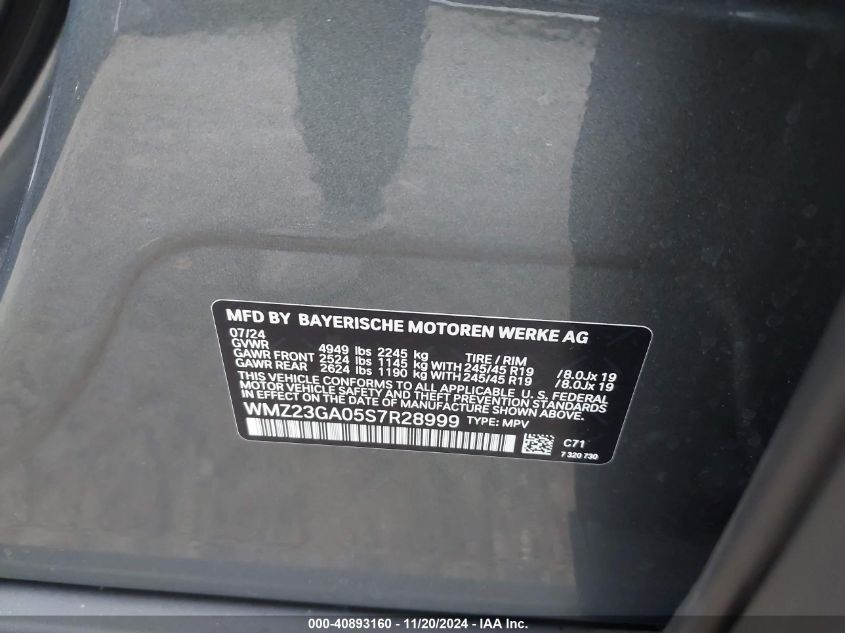 MFD BY BAYERISCHE MOTOREN WERKE AG
07/24
GVWR 4949 lbs 2245 kg TIRE / RIM
GAWR FRONT 2524 lbs 1145 kg WITH 245/45 R19 /8.0Jx 19
GAWR REAR 2624 lbs 1190 kg WITH 245/45 R19 /8.0Jx 19
THIS VEHICLE CONFORMS TO ALL APPLICABLE U. S. FEDERAL
MOTOR VEHICLE SAFETY AND THEFT PREVENTION STANDARDS
IN EFFECT ON THE DATE OF MANUFACTURE SHOWN ABOVE.
WMZ23GA05S7R28999 TYPE: MPV
C71
7 320 730
000-40893160 - 11/20/2024 - IAAI, Inc.